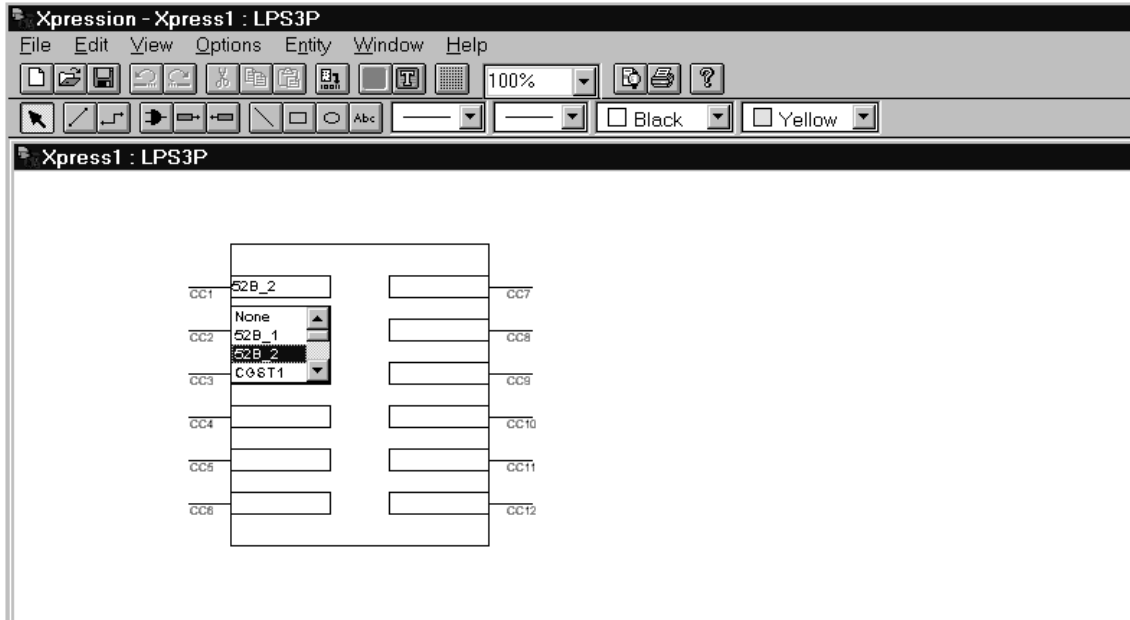 Xpression - Xpress1 : LPS3P
File Edit View Options Entity Window Help
T 100% ?
Abc Black Yellow
Xpress1 : LPS3P
CC1 52B_2 CC7
None
CC2 52B_1 CC8
52B_2
CC3 CGST1 CC9
CC4 CC10
CC5 CC11
CC6 CC12